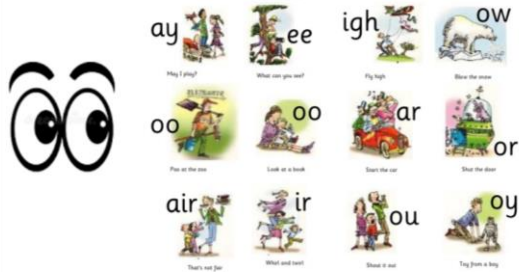 ay
ee
igh
ow
May I play?
What can you see?
Fly high
Blow the snow
oo
oo
ar
or
Poo at the zoo
Look at a book
Start the car
Shut the door
air
ir
ou
oy
That's not fair
Whirl and twirl
Shout it out
Toy from a boy